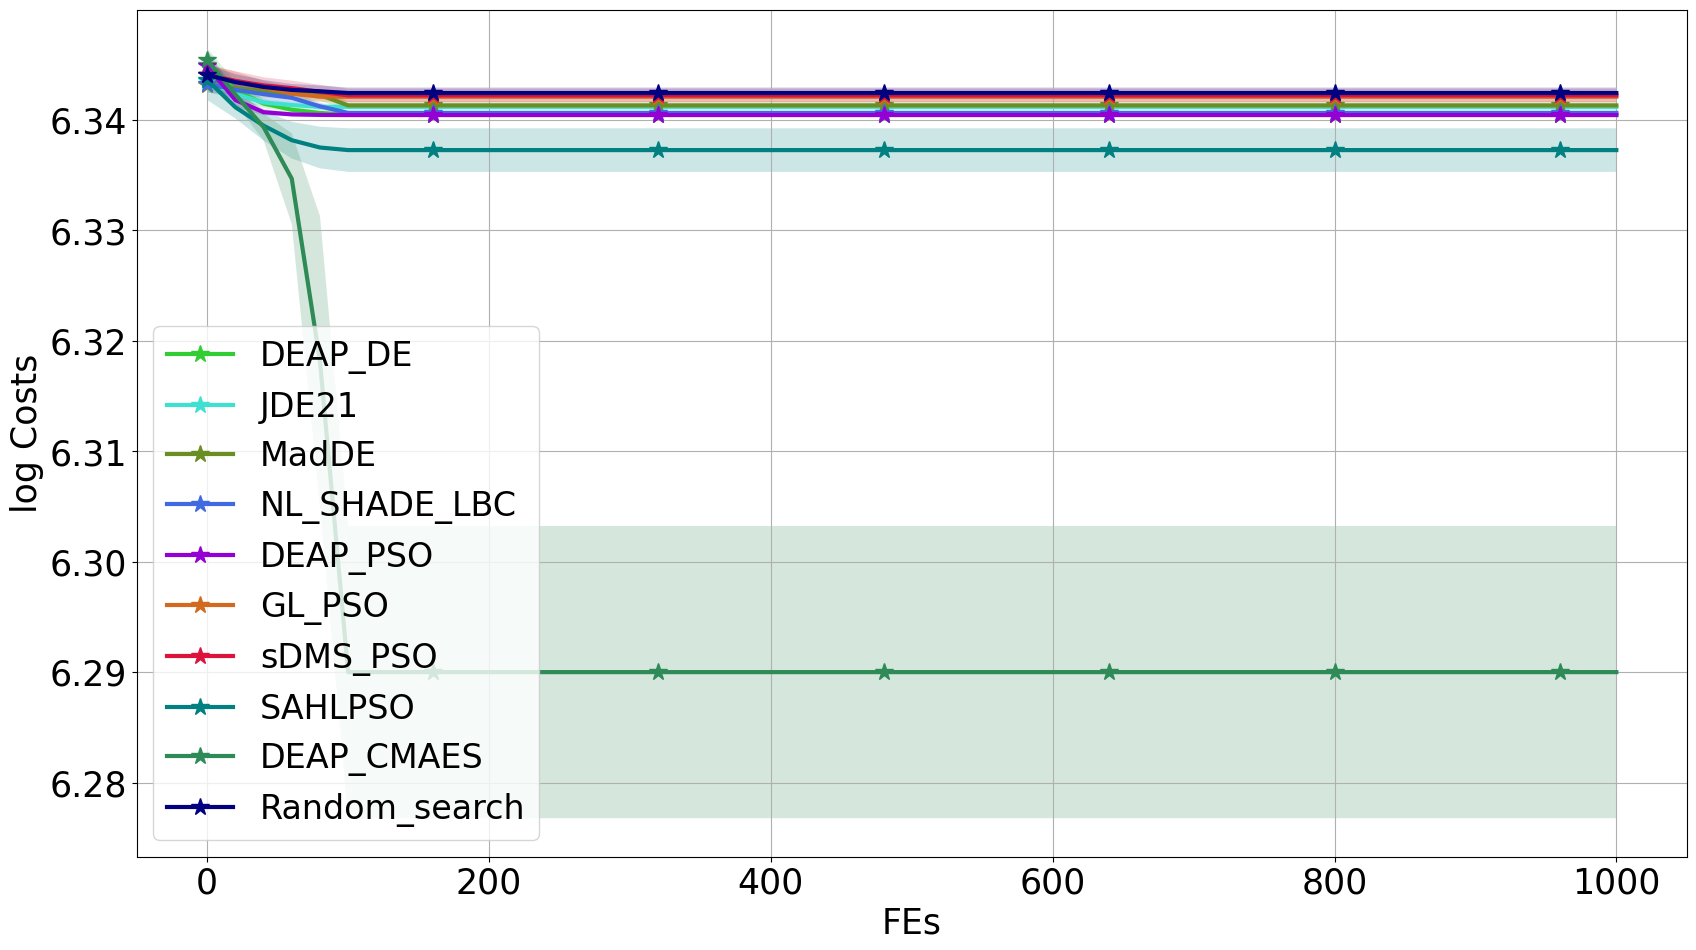 6.34
6.33
6.32
6.31
6.30
6.29
6.28
log Costs
DEAP_DE
JDE21
MadDE
NL_SHADE_LBC
DEAP_PSO
GL_PSO
sDMS_PSO
SAHLPSO
DEAP_CMAES
Random_search
0 200 400 600 800 1000
FEs